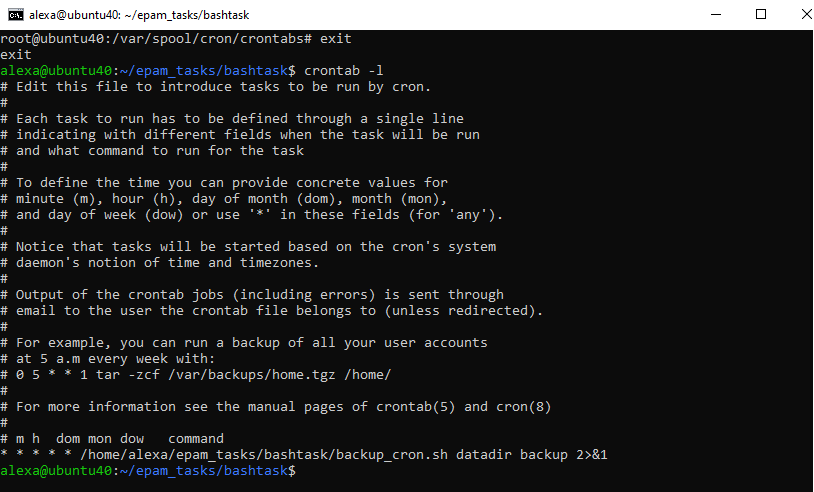 alexa@ubuntu40: ~/epam_tasks/bashtask
root@ubuntu40:/var/spool/cron/crontabs# exit
exit
alexa@ubuntu40:~/epam_tasks/bashtask$ crontab -l
# Edit this file to introduce tasks to be run by cron.
#
# Each task to run has to be defined through a single line
# indicating with different fields when the task will be run
# and what command to run for the task
#
# To define the time you can provide concrete values for
# minute (m), hour (h), day of month (dom), month (mon),
# and day of week (dow) or use '*' in these fields (for 'any').
#
# Notice that tasks will be started based on the cron's system
# daemon's notion of time and timezones.
#
# Output of the crontab jobs (including errors) is sent through
# email to the user the crontab file belongs to (unless redirected).
#
# For example, you can run a backup of all your user accounts
# at 5 a.m every week with:
# 0 5 * * 1 tar -zcf /var/backups/home.tgz /home/
#
# For more information see the manual pages of crontab(5) and cron(8)
#
# m h  dom mon dow   command
* * * * * /home/alexa/epam_tasks/bashtask/backup_cron.sh datadir backup 2>&1
alexa@ubuntu40:~/epam_tasks/bashtask$